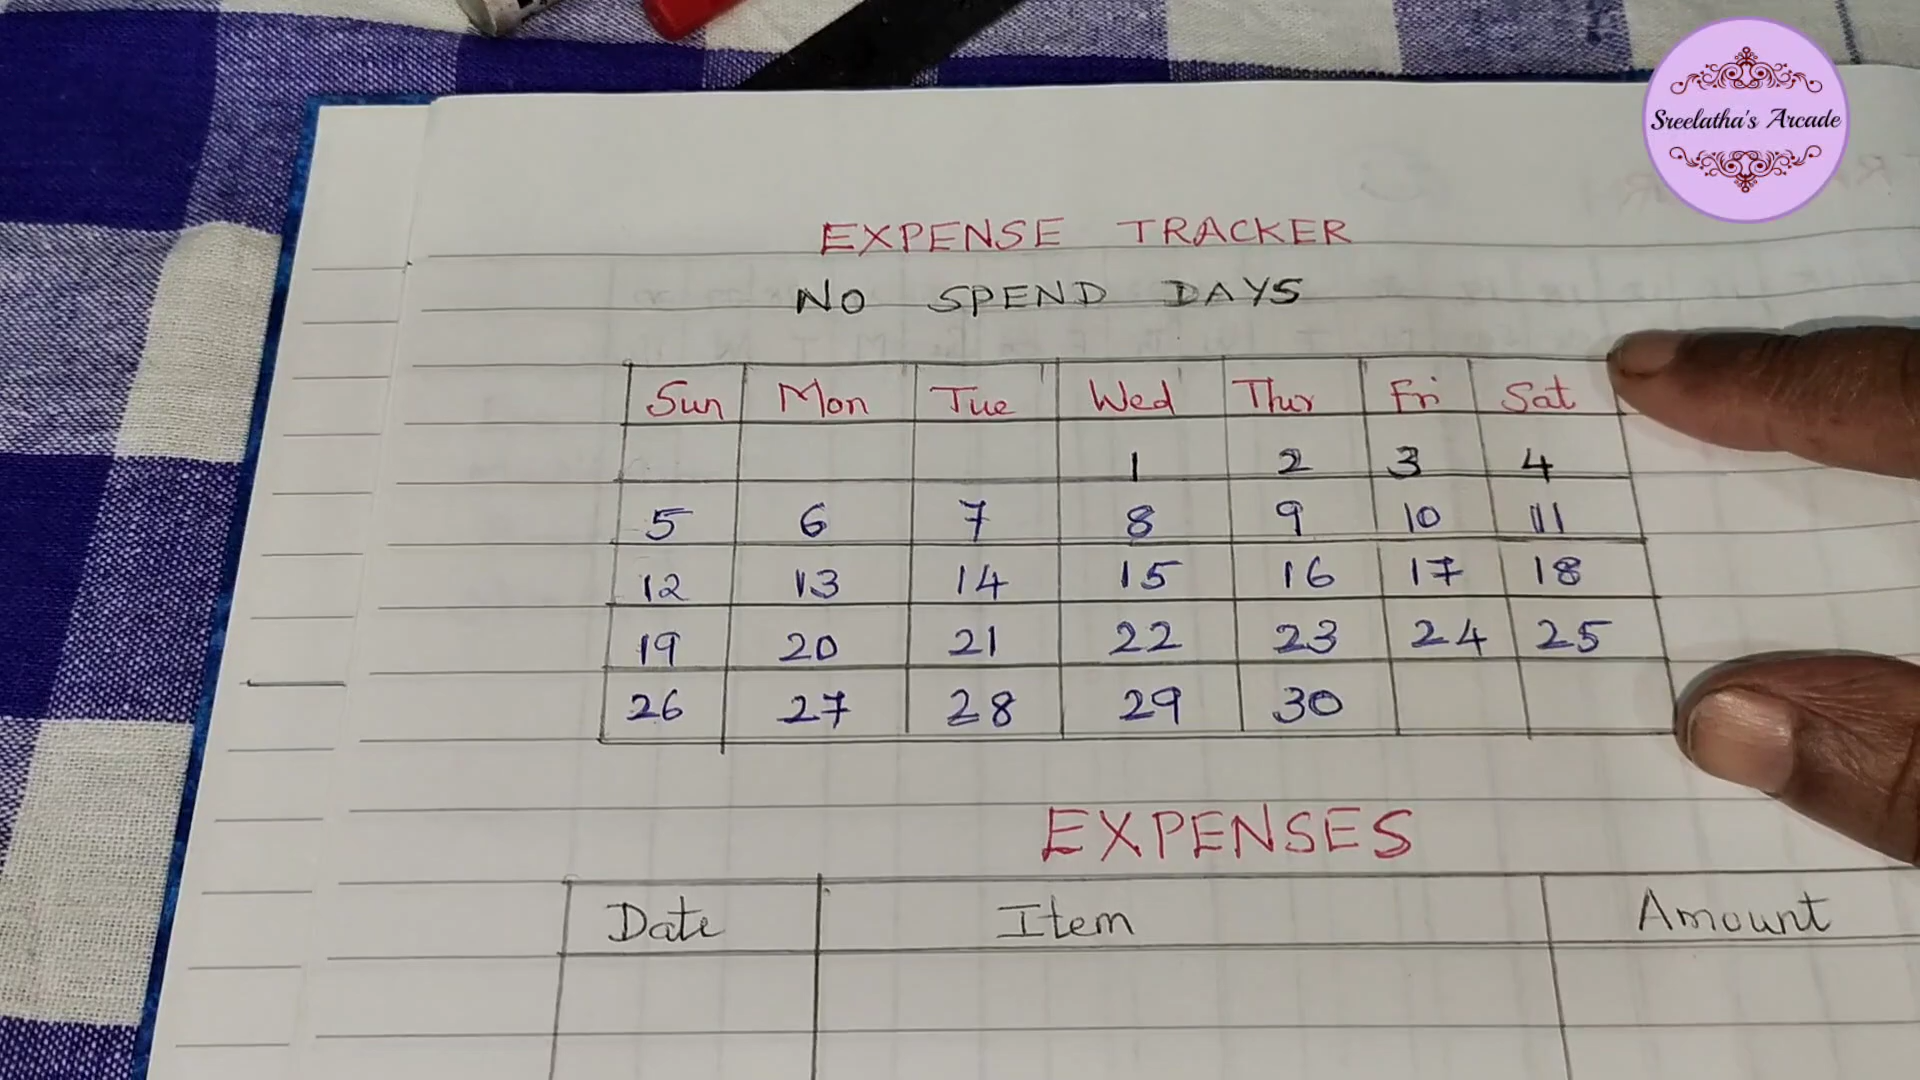 Sreelatha's Arcade
EXPENSE TRACKER
NO SPEND DAYS
Sun Mon Tue Wed Thur Fri Sat
1 2 3 4
5 6 7 8 9 10 11
12 13 14 15 16 17 18
19 20 21 22 23 24 25
26 27 28 29 30
EXPENSES
Date Item Amount